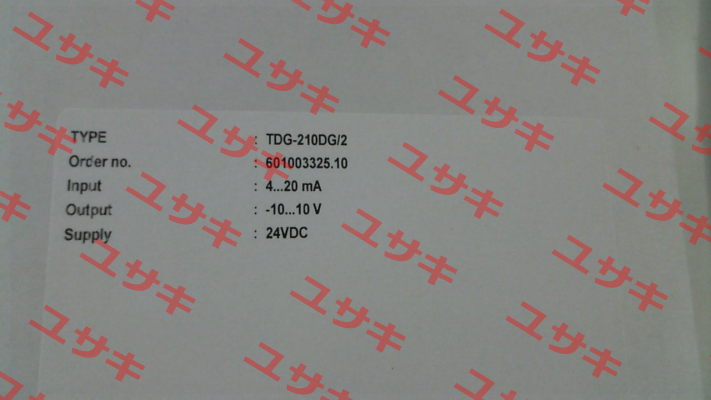 TYPE : TDG-210DG/2
Order no. : 601003325.10
Input : 4...20 mA
Output : -10...10 V
Supply : 24VDC
ユサキ